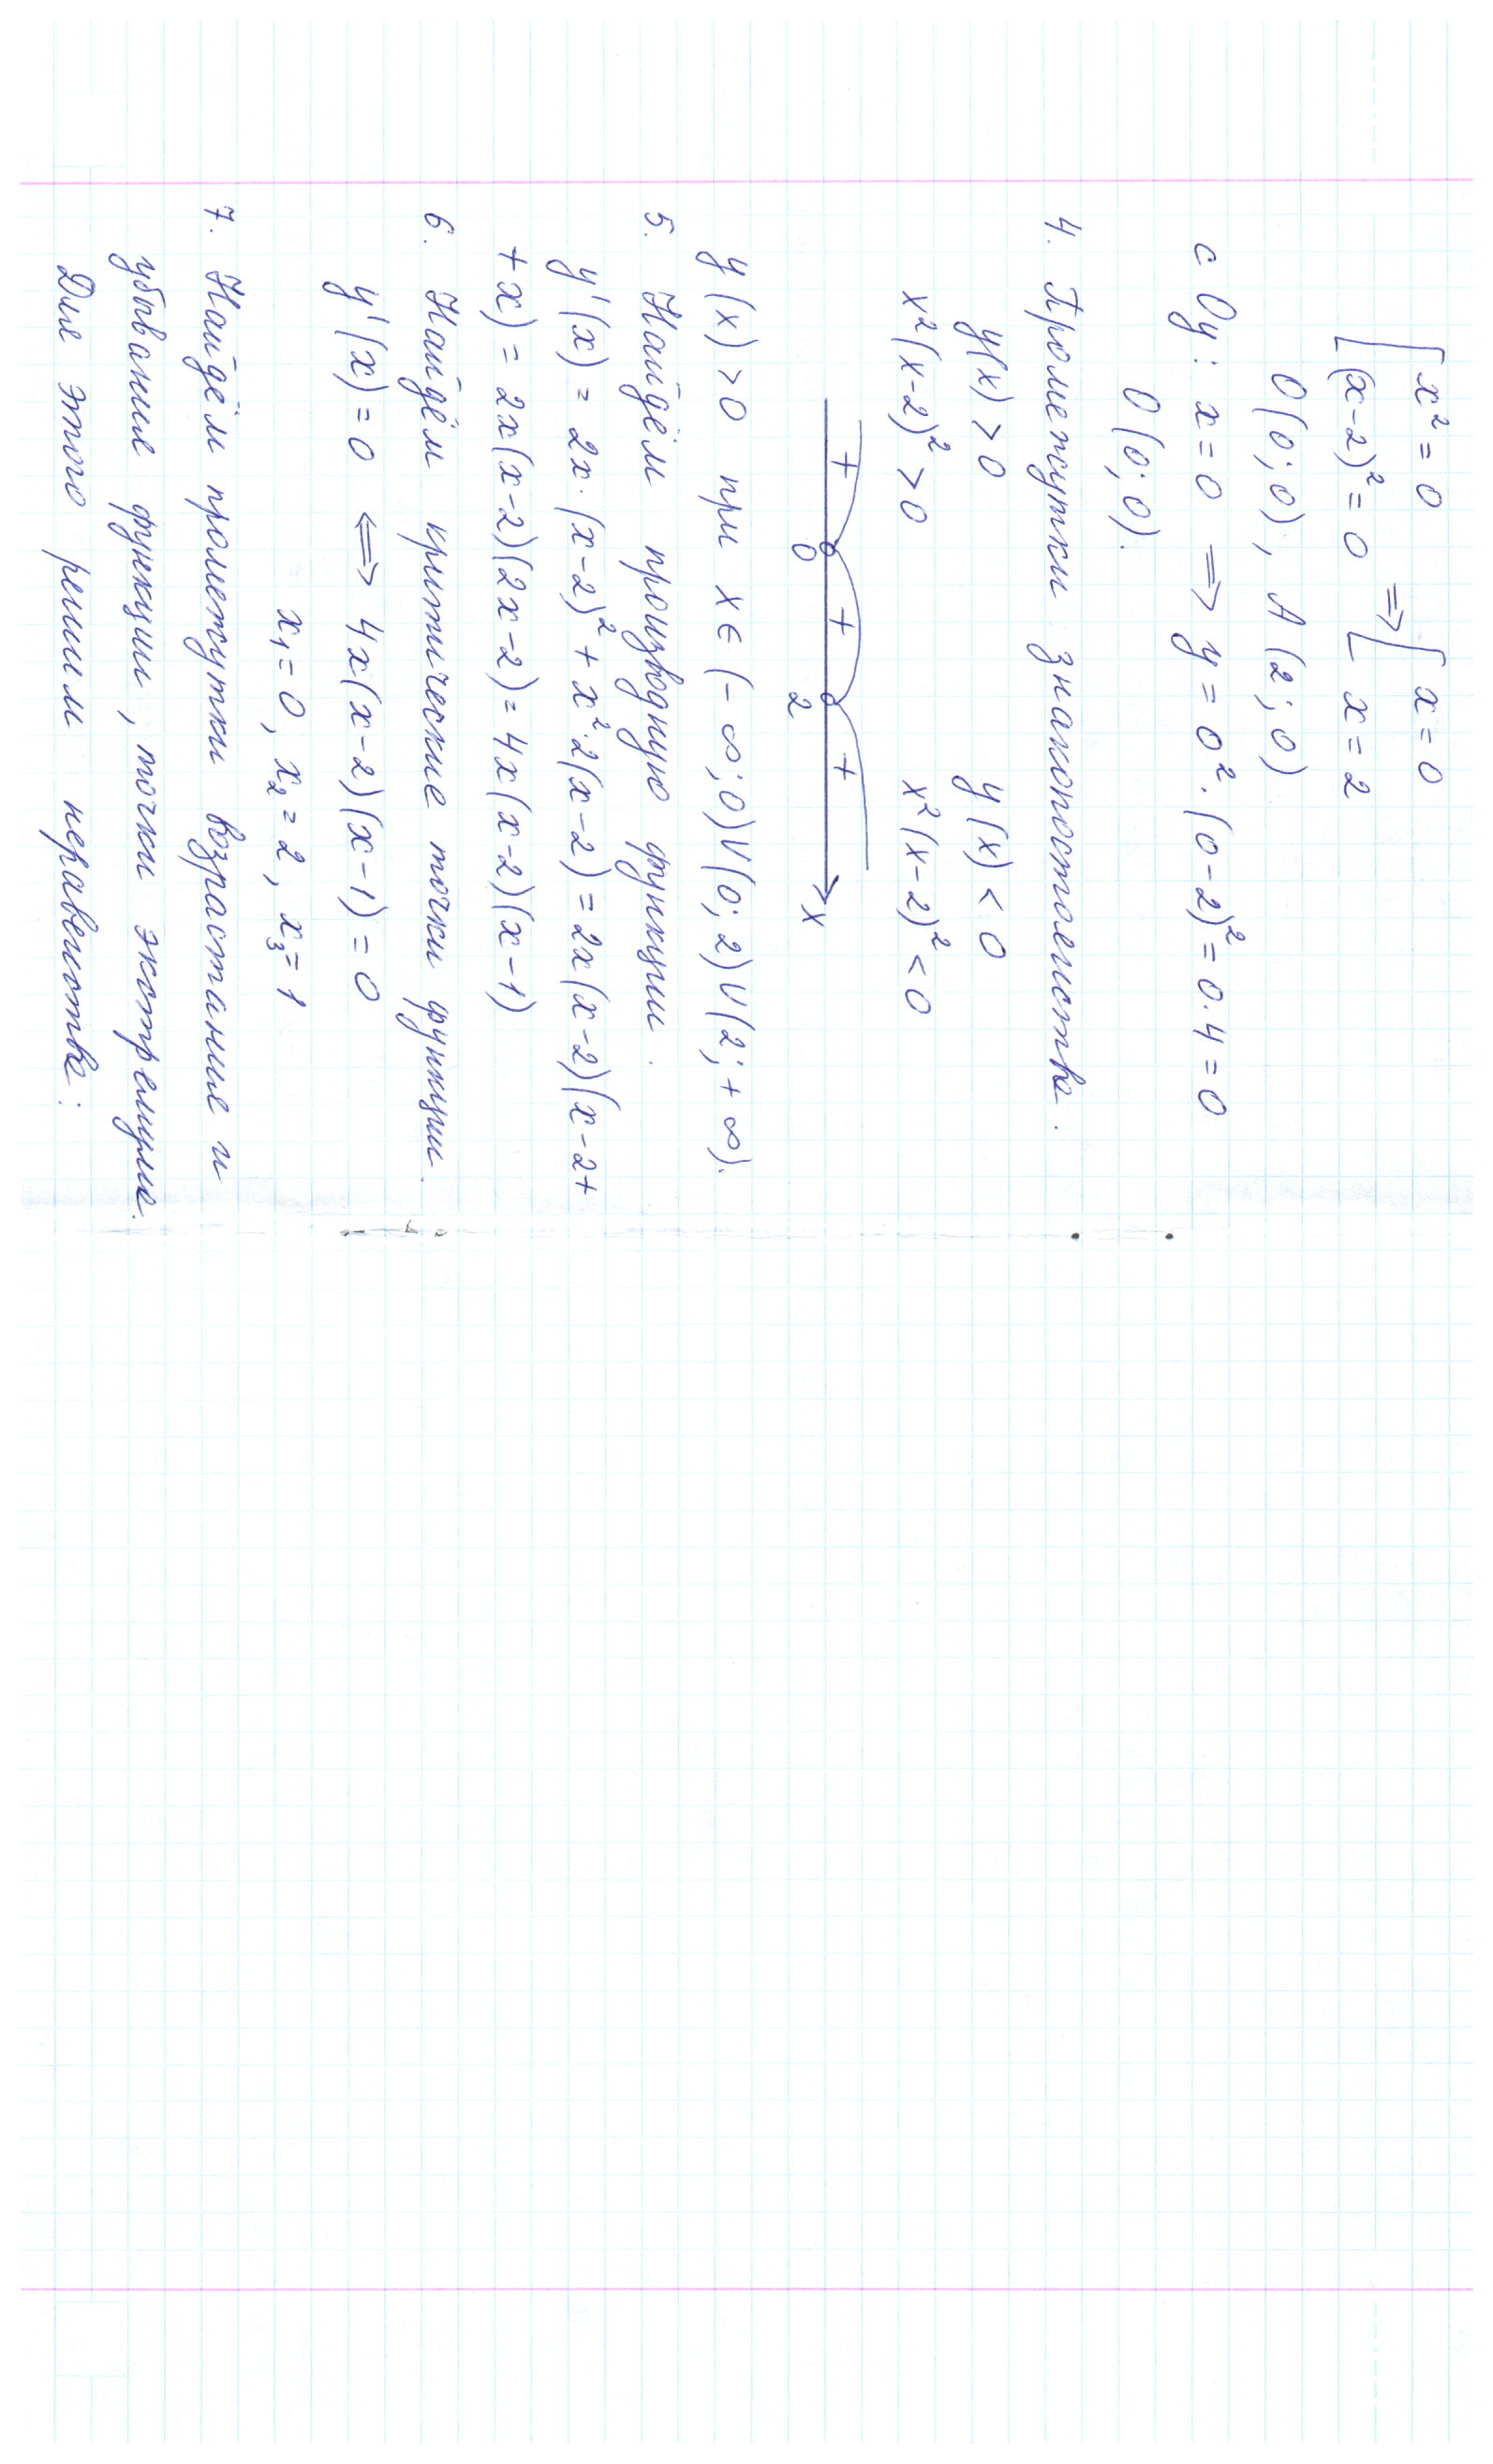 [ x² = 0 ⇒ [ x = 0
[ (x-2)² = 0 [ x = 2
O(0; 0), A(2; 0)
с Оy: x = 0 ⇒ y = 0² · (0-2)² = 0·4 = 0
O(0; 0).
4. Промежутки знакопостоянства.
y(x) > 0 y(x) < 0
x²(x-2)² > 0 x²(x-2)² < 0
+ + +
0 2 x
y(x) > 0 при x ∈ (-∞; 0) ∪ (0; 2) ∪ (2; +∞).
5. Найдём производную функции.
y'(x) = 2x·(x-2)² + x²·2(x-2) = 2x(x-2)(x-2+
+x) = 2x(x-2)(2x-2) = 4x(x-2)(x-1)
6. Найдём критические точки функции.
y'(x) = 0 ⟺ 4x(x-2)(x-1) = 0
x₁ = 0, x₂ = 2, x₃ = 1
7. Найдём промежутки возрастание и
убывание функции, точки экстремума.
Для этого решим неравенства: